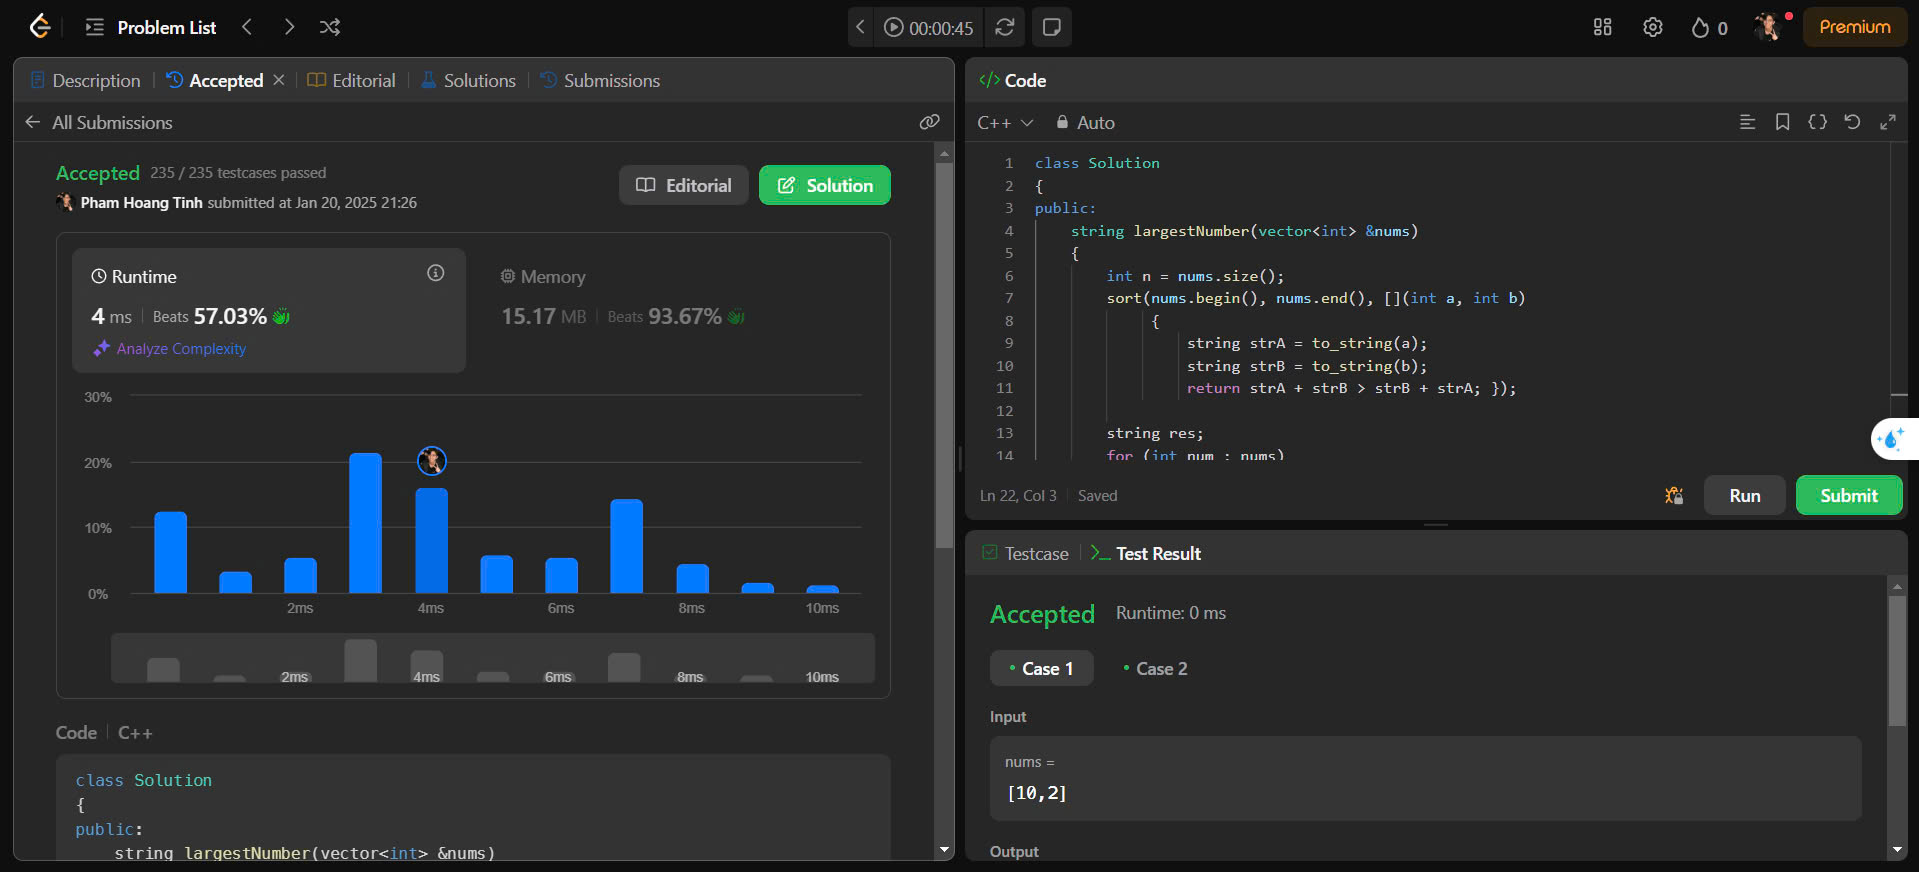 Problem List
00:00:45
0
Premium
Description
Accepted
Editorial
Solutions
Submissions
All Submissions
Accepted 235 / 235 testcases passed
Pham Hoang Tinh submitted at Jan 20, 2025 21:26
Editorial
Solution
Runtime
4 ms Beats 57.03%
Analyze Complexity
Memory
15.17 MB Beats 93.67%
30%
20%
10%
0%
2ms 4ms 6ms 8ms 10ms
2ms 4ms 6ms 8ms 10ms
Code C++
class Solution
{
public:
string largestNumber(vector<int> &nums)
</> Code
C++ Auto
1 class Solution
2 {
3 public:
4 string largestNumber(vector<int> &nums)
5 {
6 int n = nums.size();
7 sort(nums.begin(), nums.end(), [](int a, int b)
8 {
9 string strA = to_string(a);
10 string strB = to_string(b);
11 return strA + strB > strB + strA; });
12
13 string res;
14 for (int num : nums)
Ln 22, Col 3 Saved
Run
Submit
Testcase
Test Result
Accepted Runtime: 0 ms
Case 1 Case 2
Input
nums =
[10,2]
Output